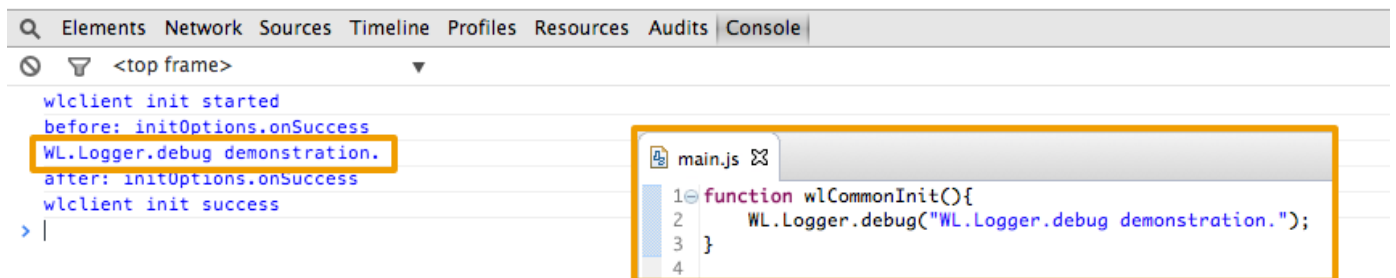 Elements Network Sources Timeline Profiles Resources Audits Console
<top frame> ▼
wlclient init started
before: initOptions.onSuccess
WL.Logger.debug demonstration.
after: initOptions.onSuccess
wlclient init success
>
main.js
1 function wlCommonInit(){
2 WL.Logger.debug("WL.Logger.debug demonstration.");
3 }
4